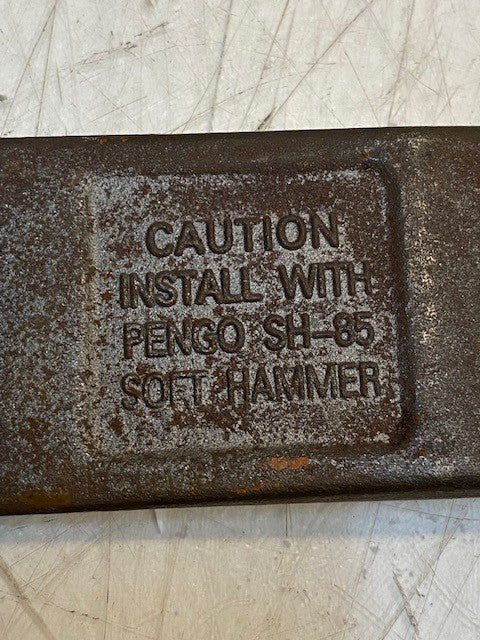 CAUTION
INSTALL WITH
PENGO SH-85
SOFT HAMMER